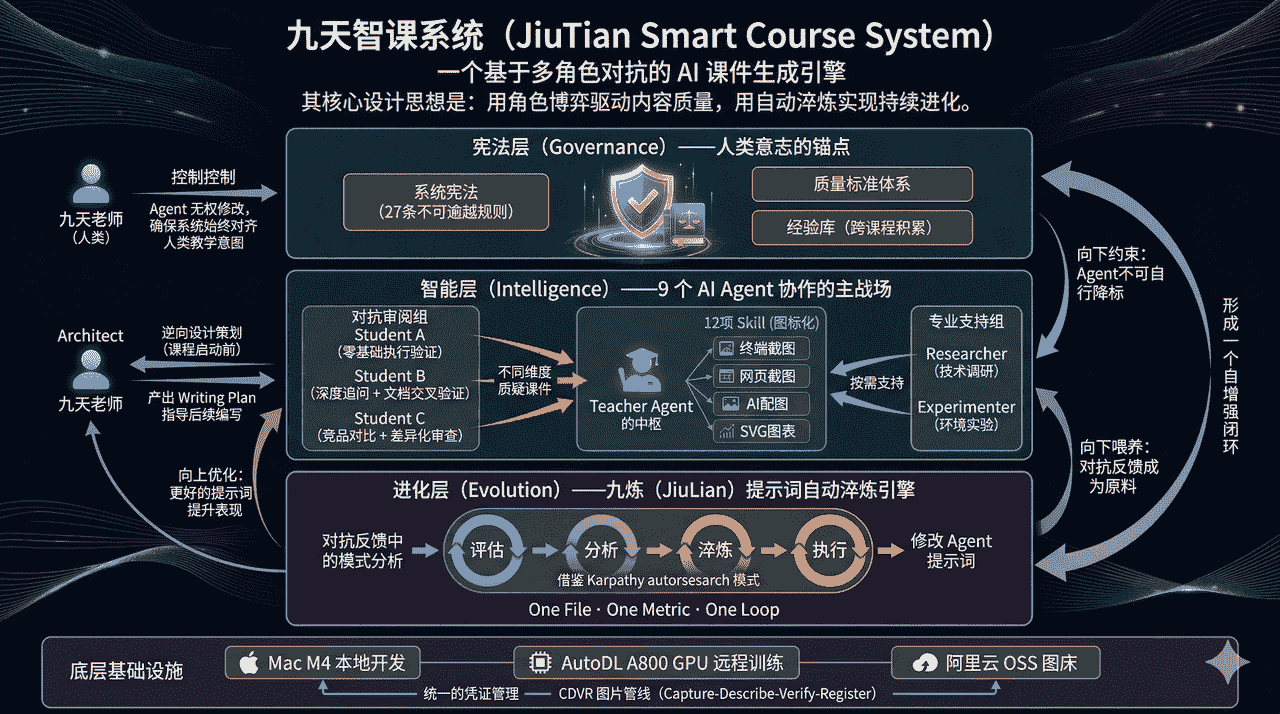 九天智课系统（JiuTian Smart Course System）
一个基于多角色对抗的 AI 课件生成引擎
其核心设计思想是：用角色博弈驱动内容质量，用自动淬炼实现持续进化。
宪法层（Governance）——人类意志的锚点
系统宪法
（27条不可逾越规则）
质量标准体系
经验库（跨课程积累）
九天老师
（人类）
控制控制
Agent 无权修改，
确保系统始终对齐
人类教学意图
向下约束：
Agent不可自
行降标
智能层（Intelligence）——9 个 AI Agent 协作的主战场
对抗审阅组
Student A
（零基础执行验证）
Student B
（深度追问 + 文档交叉验证）
Student C
（竞品对比 + 差异化审查）
不同维度
质疑课件
Teacher Agent
的中枢
12项 Skill (图标化)
终端截图
网页截图
AI配图
SVG图表
按需支持
专业支持组
Researcher
（技术调研）
Experimenter
（环境实验）
Architect
九天老师
逆向设计策划
（课程启动前）
产出 Writing Plan
指导后续编写
向上优化：
更好的提示词
提升表现
向下喂养：
对抗反馈成
为原料
形成一个自增强闭环
进化层（Evolution）——九炼（JiuLian）提示词自动淬炼引擎
对抗反馈中
的模式分析
评估
分析
淬炼
执行
借鉴 Karpathy autorsesarch 模式
One File · One Metric · One Loop
修改 Agent
提示词
底层基础设施
Mac M4 本地开发
AutoDL A800 GPU 远程训练
阿里云 OSS 图床
统一的凭证管理
CDVR 图片管线（Capture-Describe-Verify-Register）